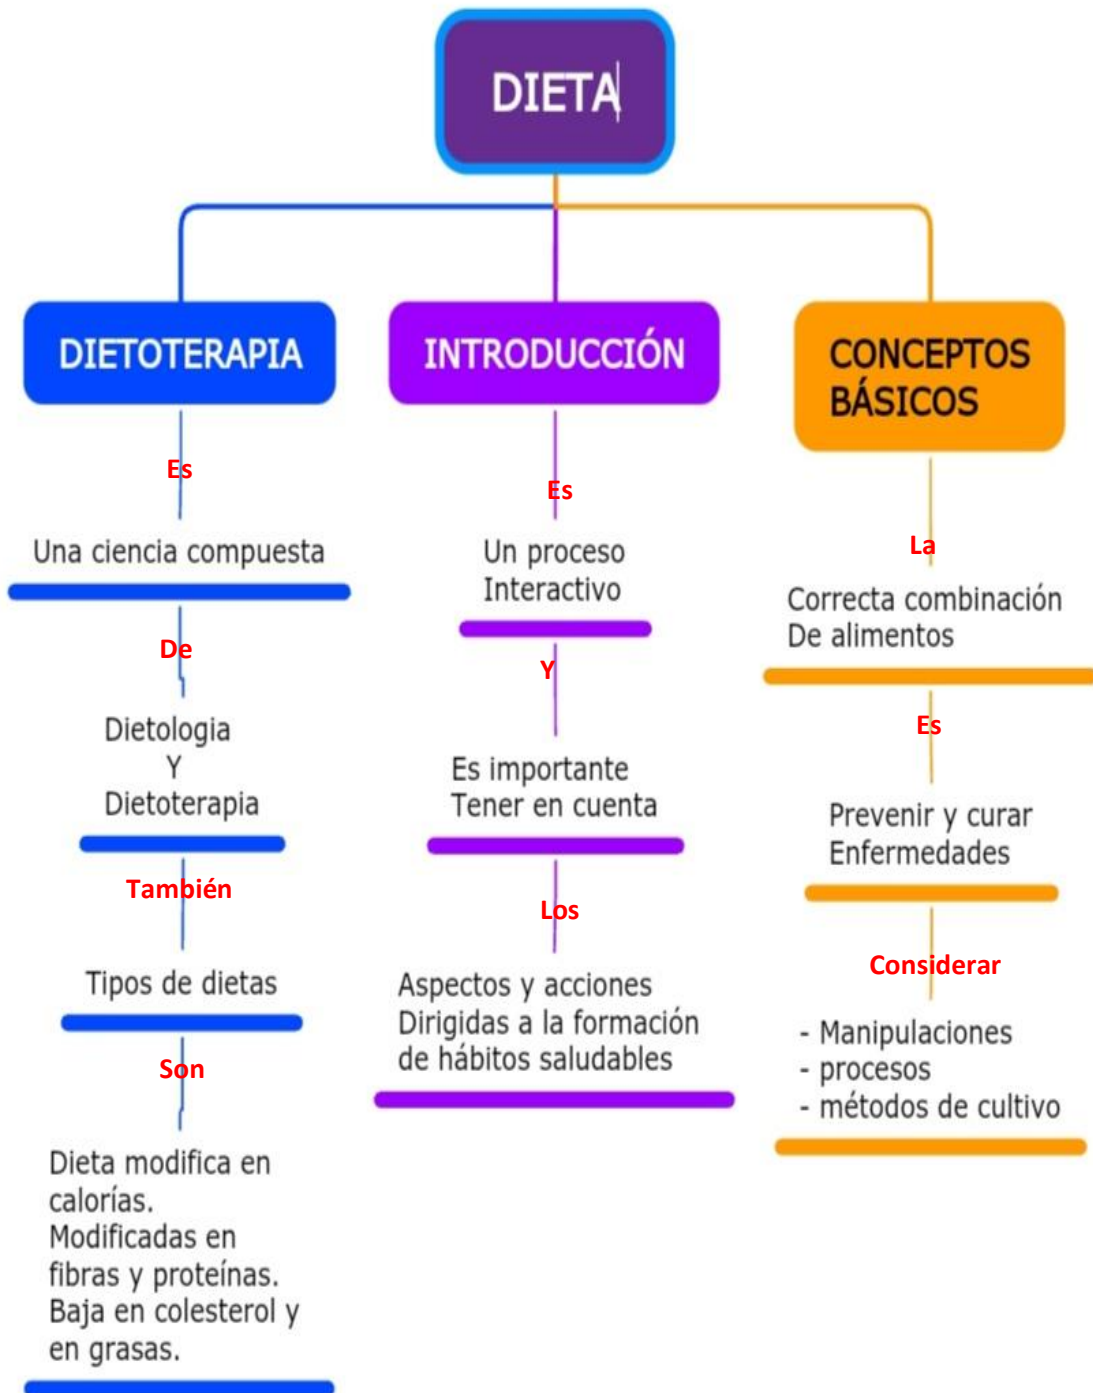 DIETA
DIETOTERAPIA
Es
Una ciencia compuesta
De
Dietologia
Y
Dietoterapia
También
Tipos de dietas
Son
Dieta modifica en
calorías.
Modificadas en
fibras y proteínas.
Baja en colesterol y
en grasas.
INTRODUCCIÓN
Es
Un proceso
Interactivo
Y
Es importante
Tener en cuenta
Los
Aspectos y acciones
Dirigidas a la formación
de hábitos saludables
CONCEPTOS
BÁSICOS
La
Correcta combinación
De alimentos
Es
Prevenir y curar
Enfermedades
Considerar
- Manipulaciones
- procesos
- métodos de cultivo